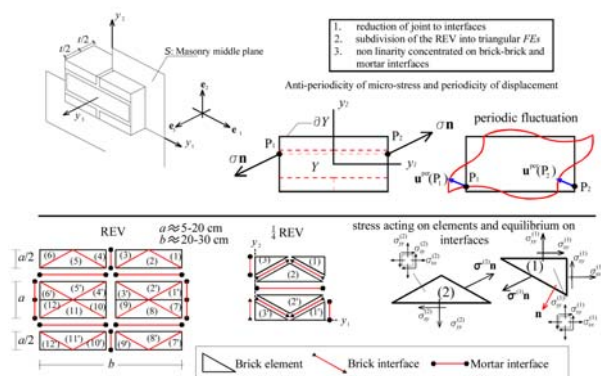 y₂
t/2
t/2
S: Masonry middle plane
y₃
y₁
e₂
e₃
e₁
1. reduction of joint to interfaces
2. subdivision of the REV into triangular FEs
3. non linarity concentrated on brick-brick and
mortar interfaces
Anti-periodicity of micro-stress and periodicity of displacement
∂Y
y₂
P₁
P₂
σn
σn
Y
y₁
periodic fluctuation
uᵖᵉʳ(P₁)
P₁
uᵖᵉʳ(P₂)
P₂
REV
a≈5-20 cm
b≈20-30 cm
¼ REV
stress acting on elements and equilibrium on
interfaces
a/2
(6) (5) (4) (3) (2) (1)
a
(6') (5') (4') (3') (2') (1')
(12) (11) (10) (9) (8) (7)
a/2
(12') (11') (10') (9') (8') (7')
b
y₂
(3) (2)
(3') (2') (1')
y₁
(2)
σ⁽²⁾n
(1)
σ⁽¹⁾n
n
Brick element
Brick interface
Mortar interface